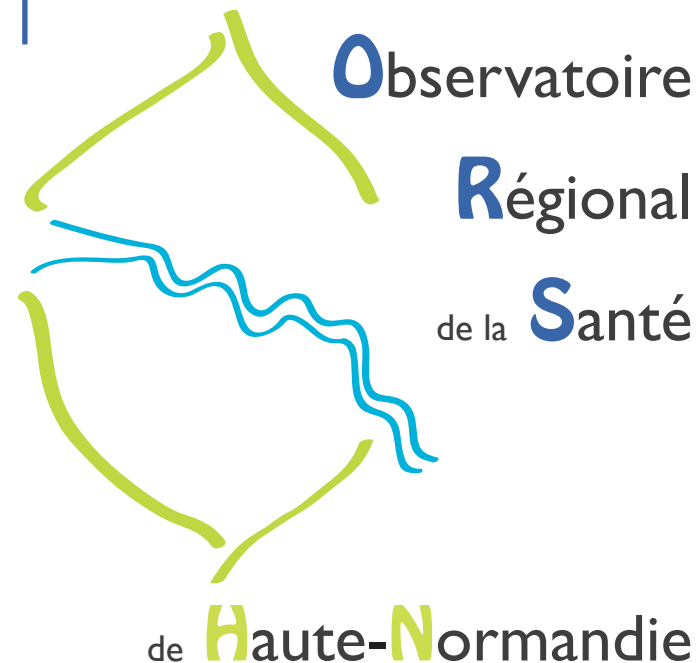 Observatoire
Régional
de la Santé
de Haute-Normandie